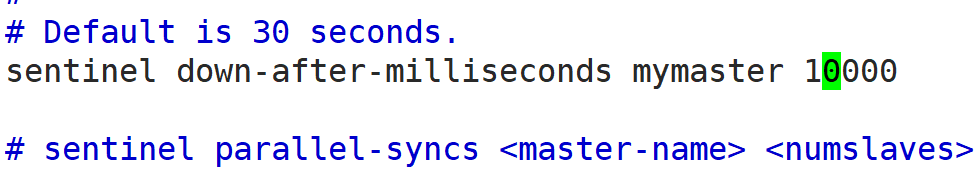 # Default is 30 seconds.
sentinel down-after-milliseconds mymaster 10000
# sentinel parallel-syncs <master-name> <numslaves>